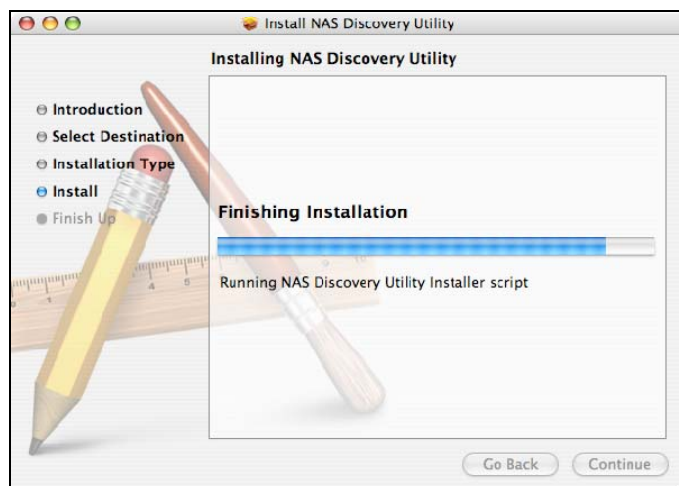 Install NAS Discovery Utility
Installing NAS Discovery Utility
Introduction
Select Destination
Installation Type
Install
Finish Up
Finishing Installation
Running NAS Discovery Utility Installer script
Go Back
Continue